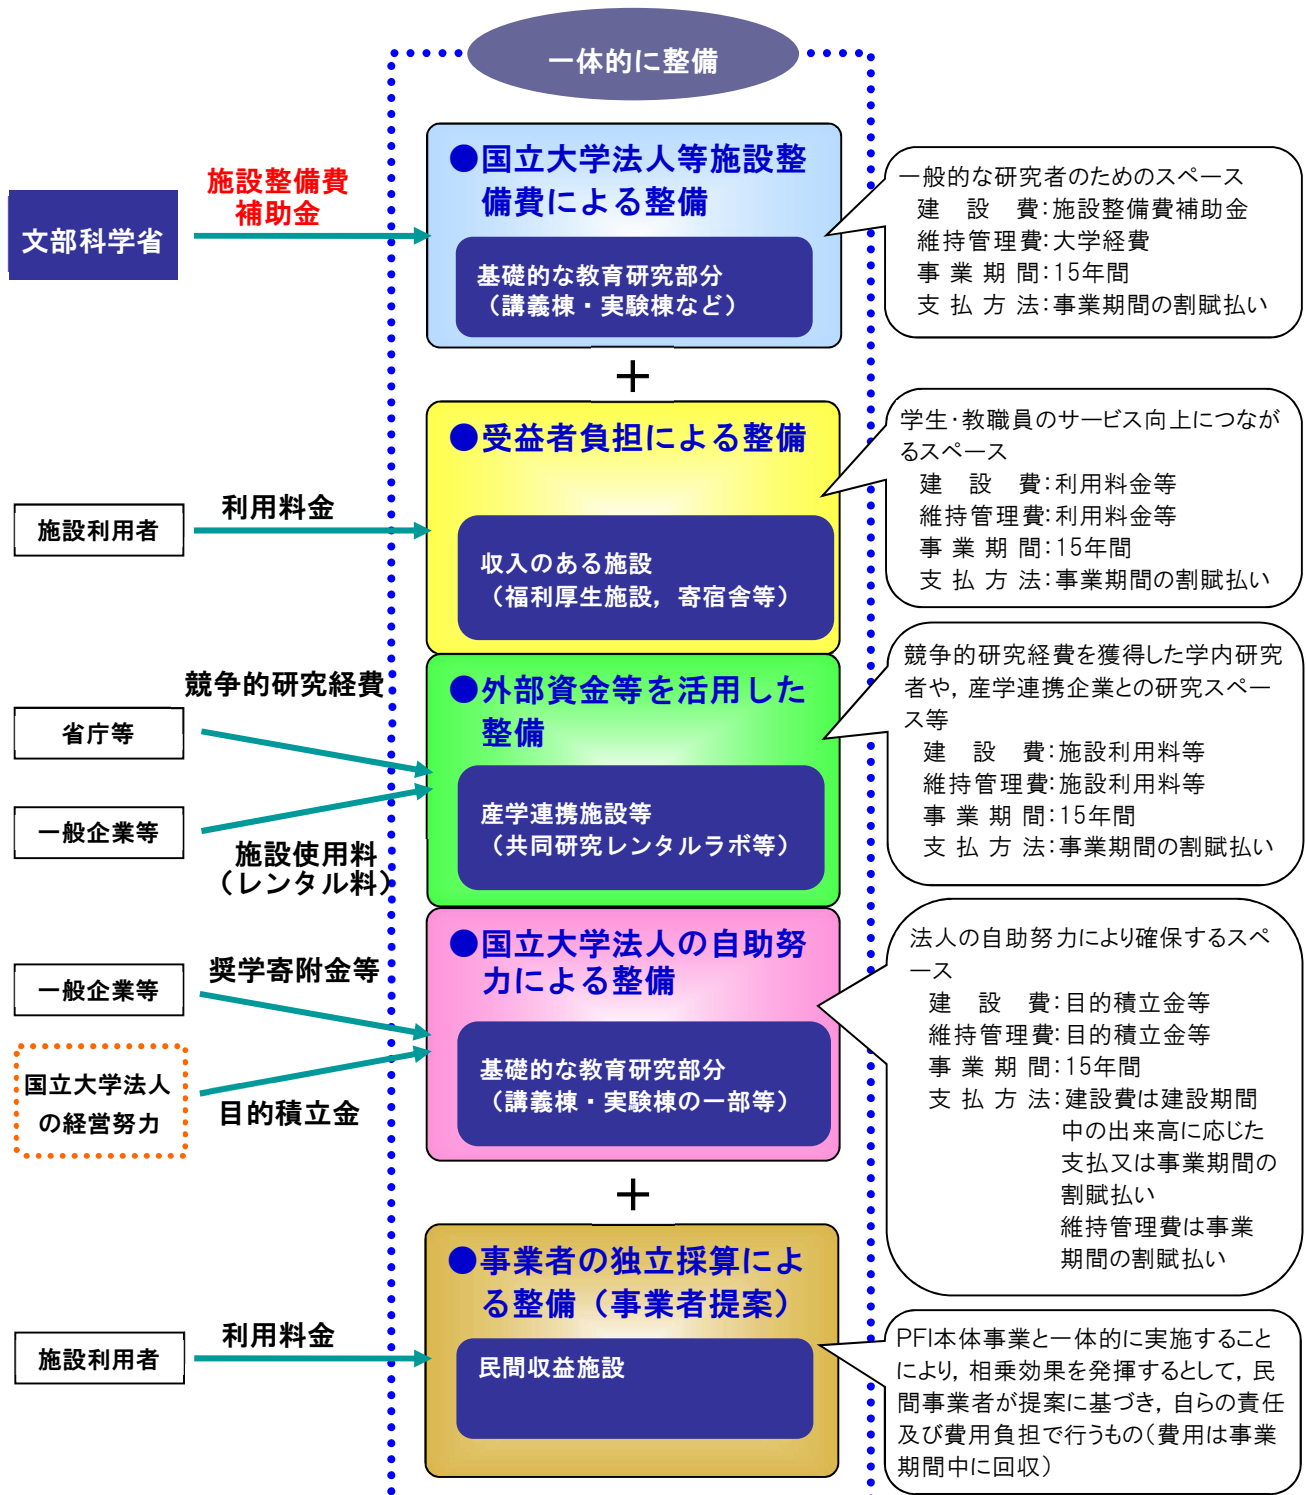 一体的に整備
●国立大学法人等施設整
備費による整備
基礎的な教育研究部分
(講義棟・実験棟など)
文部科学省
施設整備費
補助金
一般的な研究者のためのスペース
建設費:施設整備費補助金
維持管理費:大学経費
事業期間:15年間
支払方法:事業期間の割賦払い
+
●受益者負担による整備
収入のある施設
(福利厚生施設，寄宿舎等)
施設利用者
利用料金
学生・教職員のサービス向上につなが
るスペース
建設費:利用料金等
維持管理費:利用料金等
事業期間:15年間
支払方法:事業期間の割賦払い
●外部資金等を活用した
整備
産学連携施設等
(共同研究レンタルラボ等)
競争的研究経費
省庁等
一般企業等
施設使用料
(レンタル料)
競争的研究経費を獲得した学内研究
者や，産学連携企業との研究スペー
ス等
建設費:施設利用料等
維持管理費:施設利用料等
事業期間:15年間
支払方法:事業期間の割賦払い
●国立大学法人の自助努
力による整備
基礎的な教育研究部分
(講義棟・実験棟の一部等)
奨学寄附金等
一般企業等
国立大学法人
の経営努力
目的積立金
法人の自助努力により確保するスペ
ース
建設費:目的積立金等
維持管理費:目的積立金等
事業期間:15年間
支払方法:建設費は建設期間
中の出来高に応じた
支払又は事業期間の
割賦払い
維持管理費は事業
期間の割賦払い
+
●事業者の独立採算によ
る整備(事業者提案)
民間収益施設
利用料金
施設利用者
PFI本体事業と一体的に実施すること
により，相乗効果を発揮するとして，民
間事業者が提案に基づき，自らの責任
及び費用負担で行うもの(費用は事業
期間中に回収)